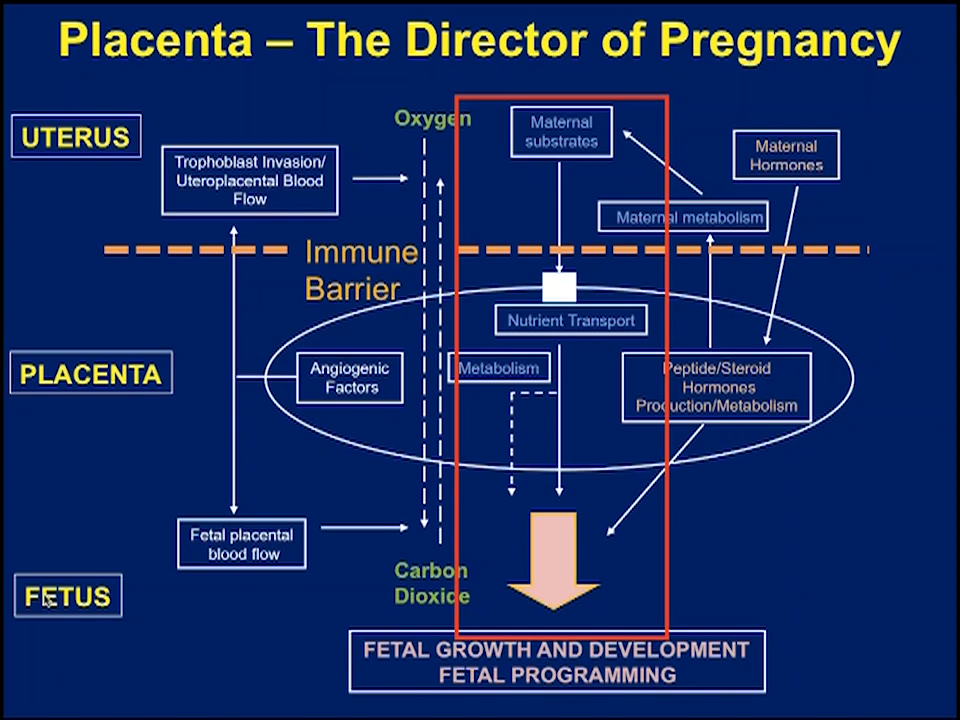 Placenta – The Director of Pregnancy
UTERUS
Trophoblast Invasion/
Uteroplacental Blood
Flow
Oxygen
Maternal
substrates
Maternal
Hormones
Maternal metabolism
Immune
Barrier
Nutrient Transport
PLACENTA
Angiogenic
Factors
Metabolism
Peptide/Steroid
Hormones
Production/Metabolism
Fetal placental
blood flow
Carbon
Dioxide
FETUS
FETAL GROWTH AND DEVELOPMENT
FETAL PROGRAMMING